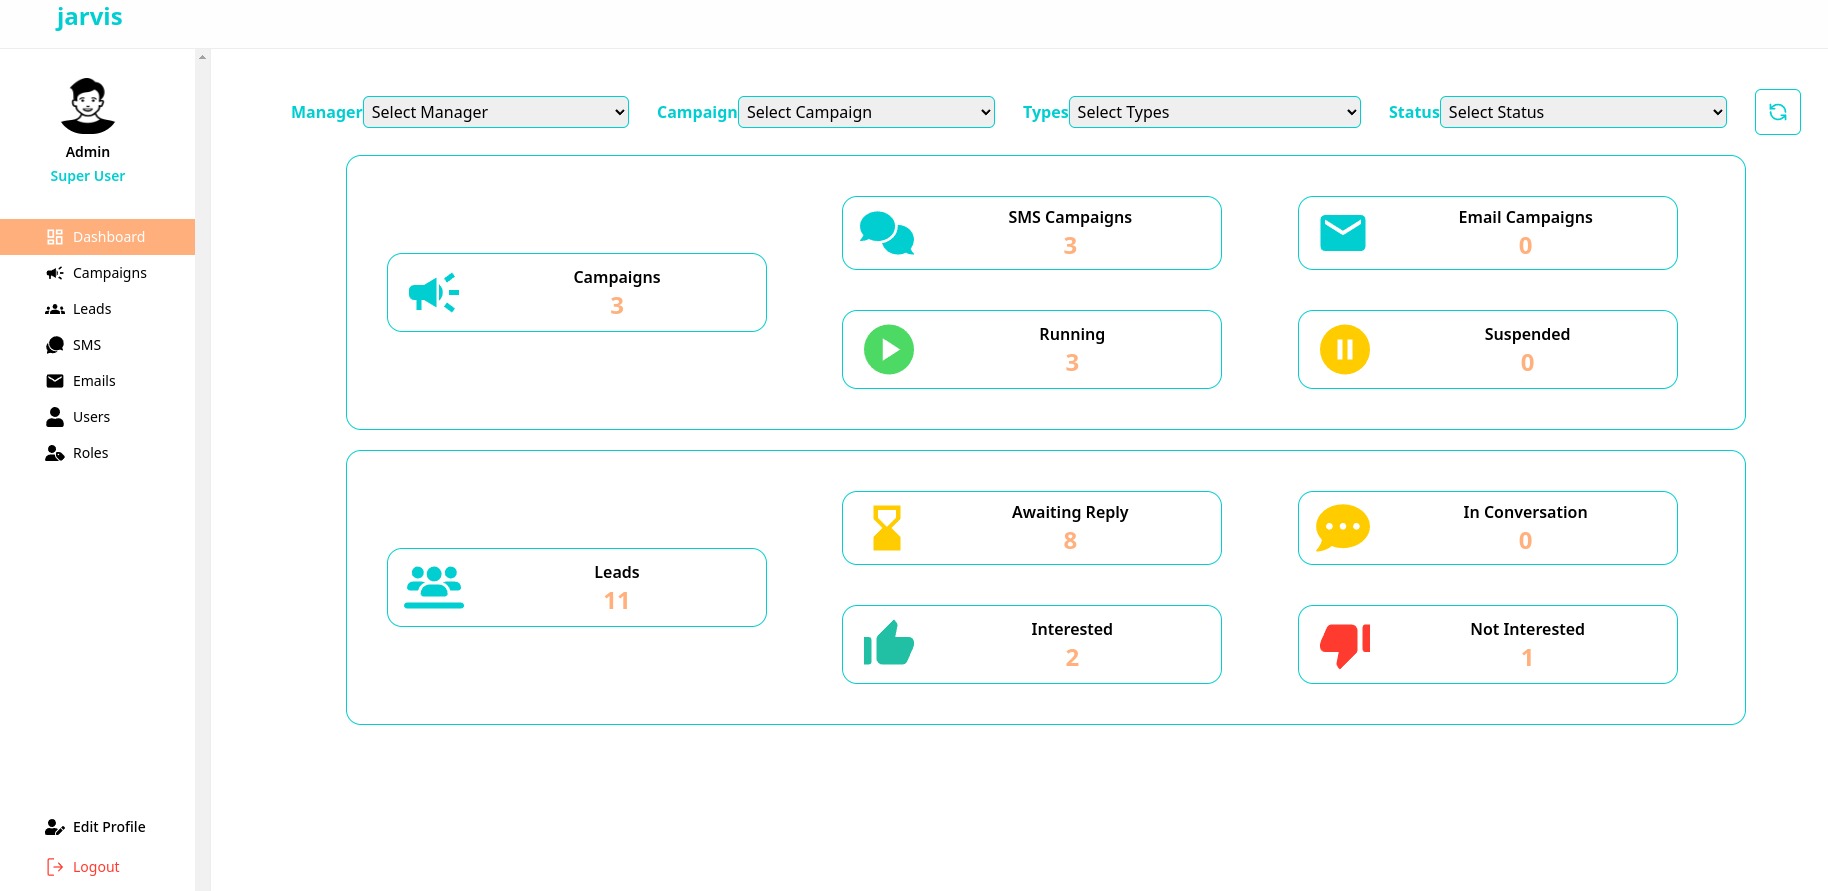 jarvis
Admin
Super User
Dashboard
Campaigns
Leads
SMS
Emails
Users
Roles
Edit Profile
Logout
Manager Select Manager Campaign Select Campaign Types Select Types Status Select Status
Campaigns
3
SMS Campaigns
3
Email Campaigns
0
Running
3
Suspended
0
Leads
11
Awaiting Reply
8
In Conversation
0
Interested
2
Not Interested
1